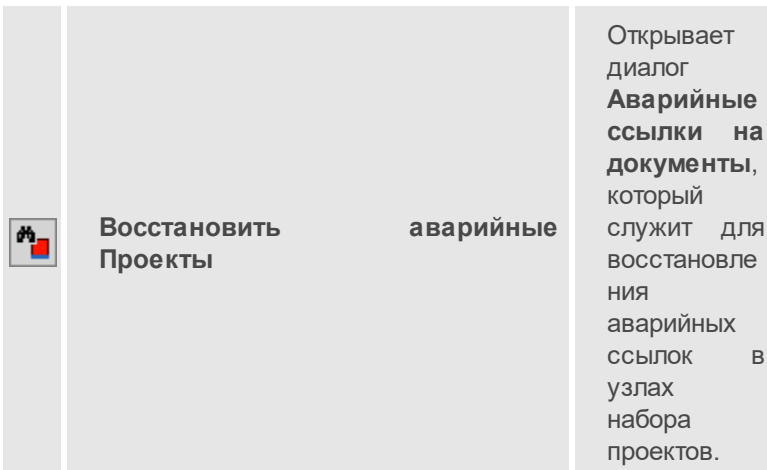 Восстановить аварийные
Проекты
Открывает
диалог
Аварийные
ссылки на
документы,
который
служит для
восстановле
ния
аварийных
ссылок в
узлах
набора
проектов.